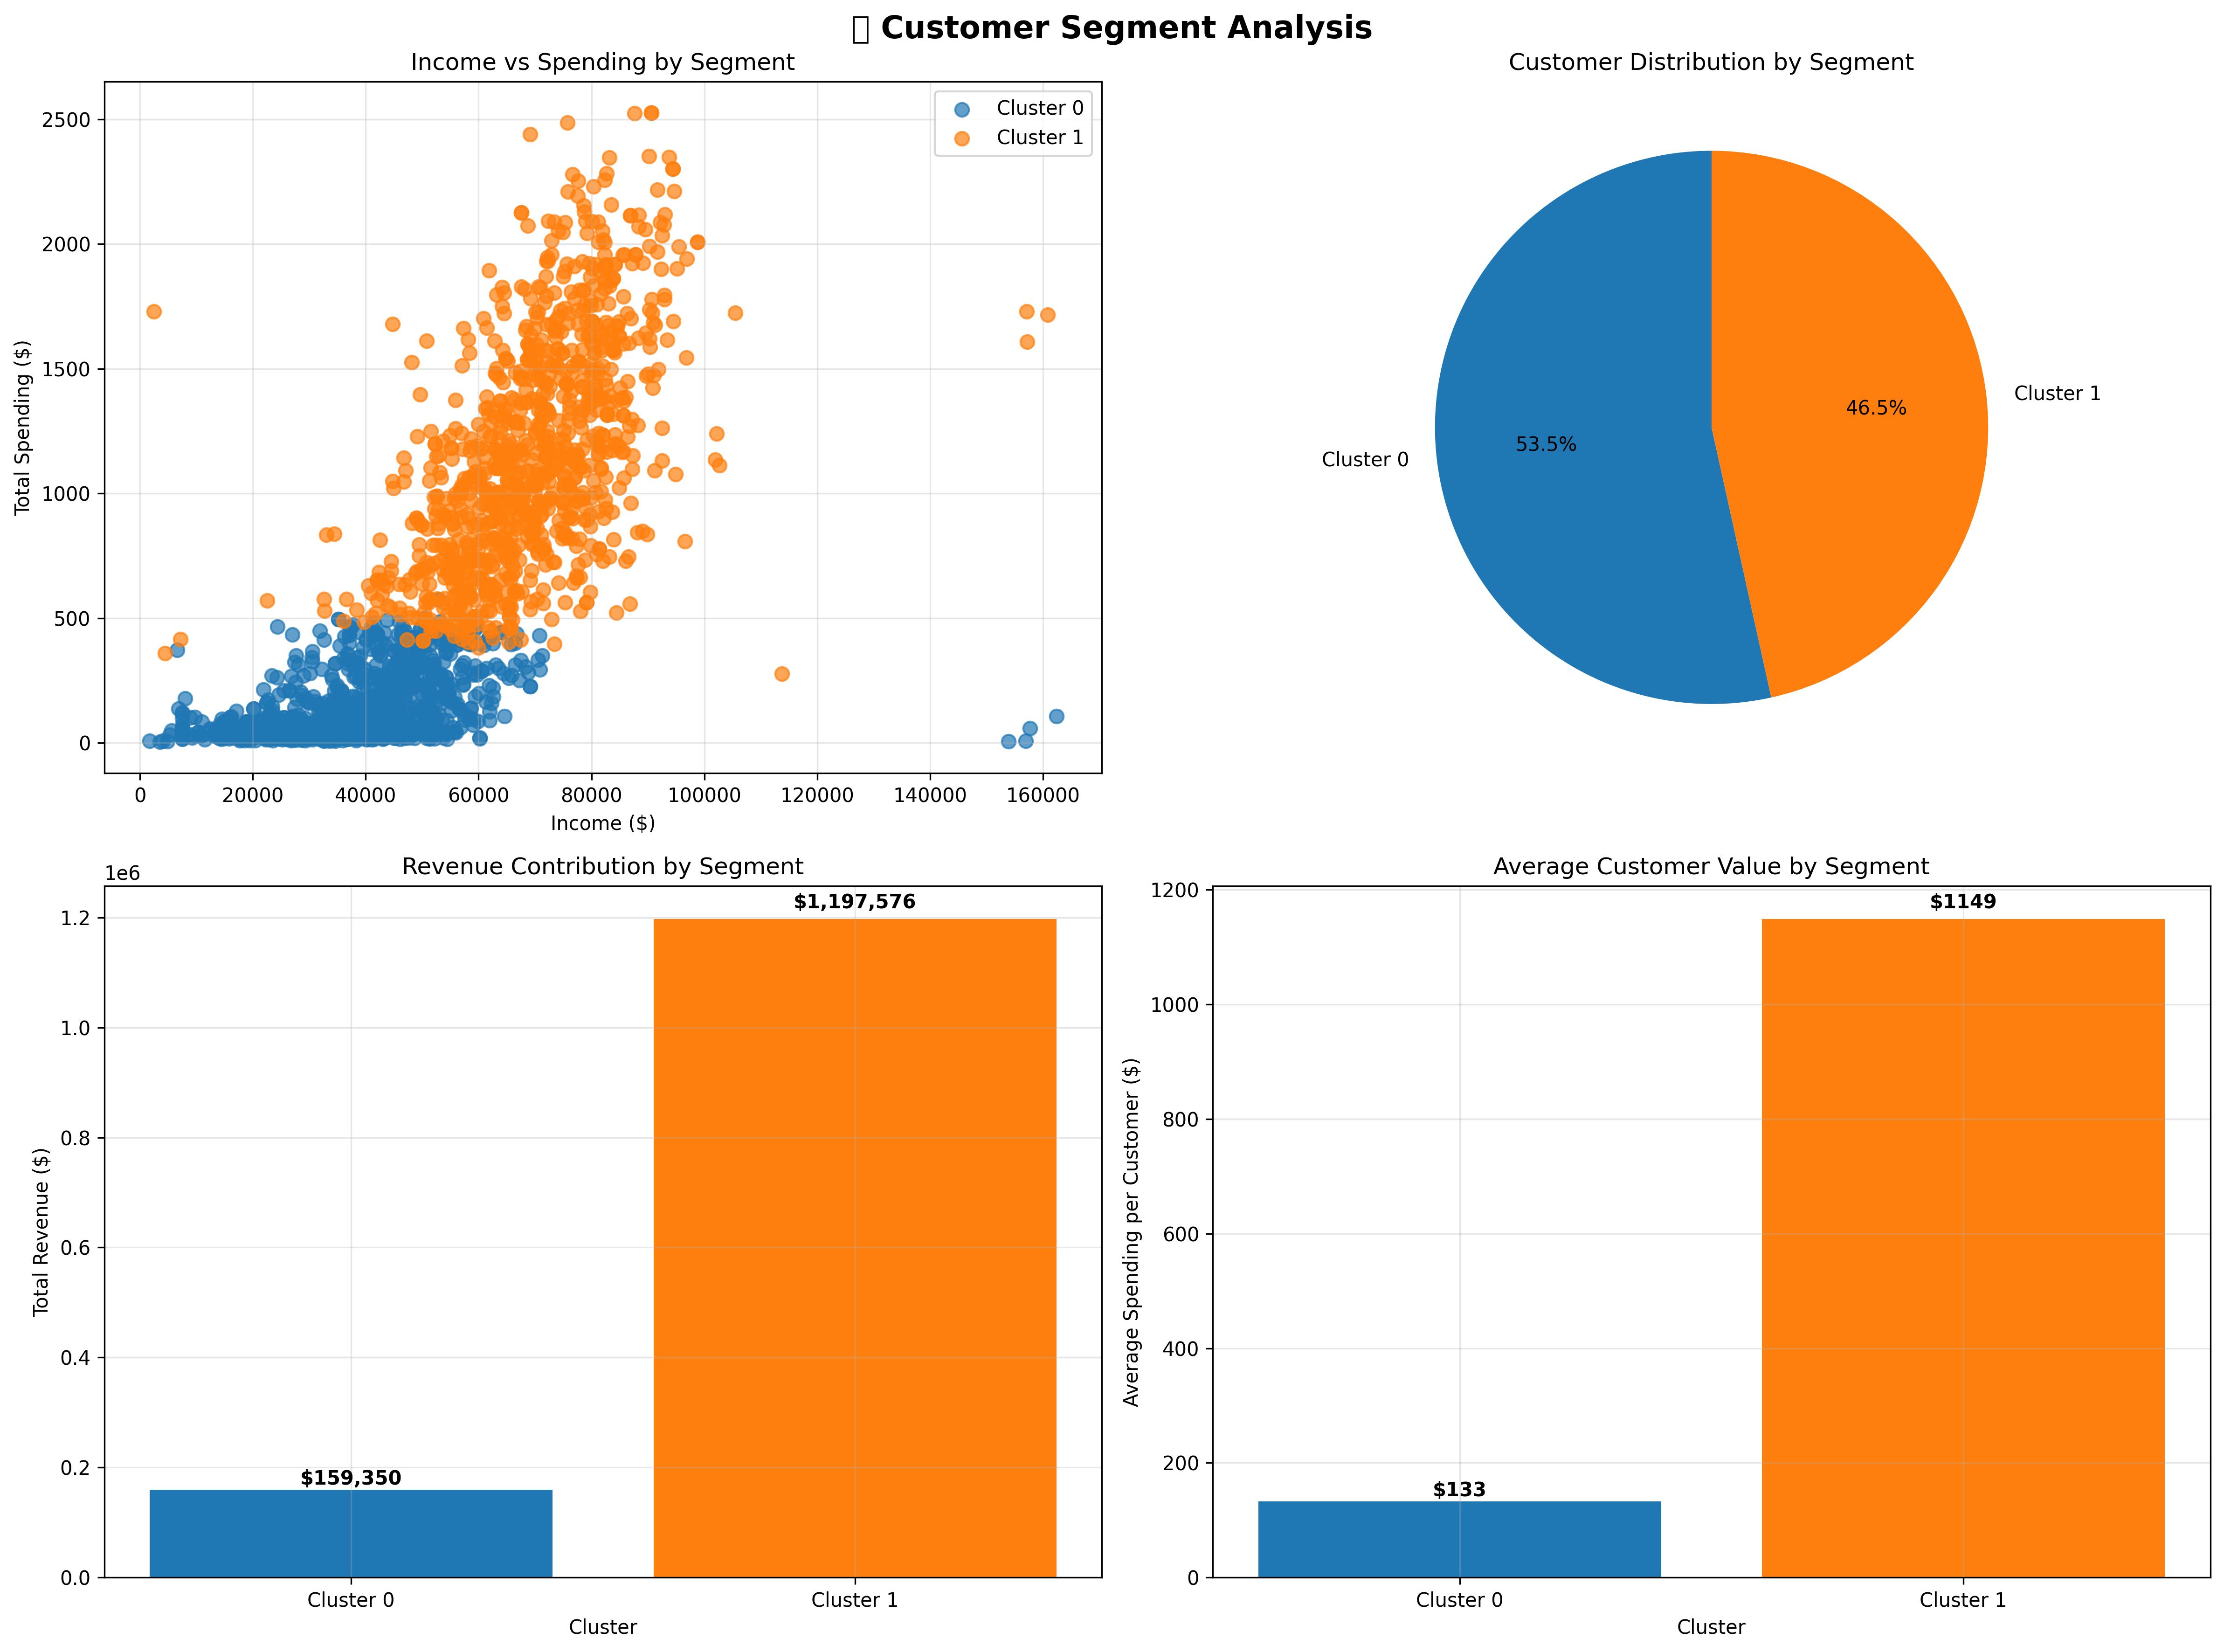 Customer Segment Analysis
Income vs Spending by Segment
Cluster 0
Cluster 1
2500
2000
1500
1000
500
0
Total Spending ($)
0 20000 40000 60000 80000 100000 120000 140000 160000
Income ($)
Customer Distribution by Segment
Cluster 1
46.5%
53.5%
Cluster 0
Revenue Contribution by Segment
1e6
$1,197,576
1.2
1.0
0.8
0.6
0.4
0.2
0.0
$159,350
Total Revenue ($)
Cluster 0 Cluster 1
Cluster
Average Customer Value by Segment
1200
$1149
1000
800
600
400
200
0
$133
Average Spending per Customer ($)
Cluster 0 Cluster 1
Cluster